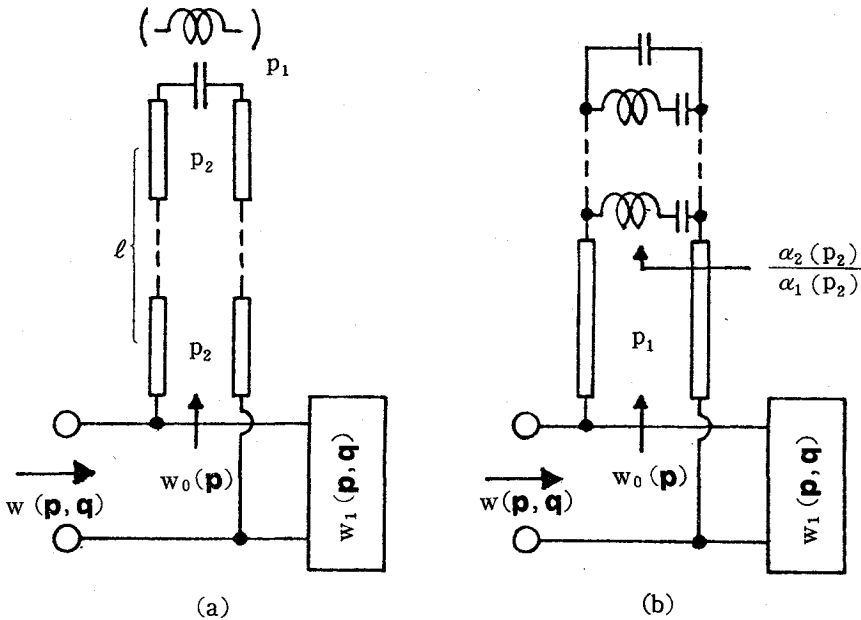 p₁
p₂
ℓ
p₂
w₀(p)
w(p,q)
w₁(p,q)
(a)
α₂(p₂)
α₁(p₂)
p₁
w₀(p)
w(p,q)
w₁(p,q)
(b)